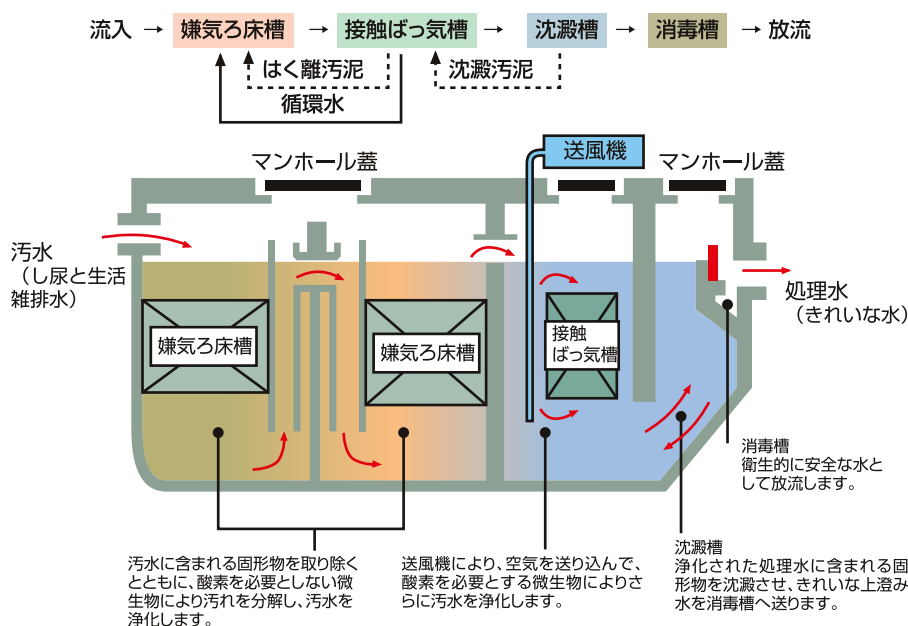 流入 → 嫌気ろ床槽 → 接触ばっ気槽 → 沈澱槽 → 消毒槽 → 放流
はく離汚泥
沈澱汚泥
循環水
送風機
マンホール蓋
マンホール蓋
汚水
(し尿と生活
雑排水)
処理水
(きれいな水)
嫌気ろ床槽
嫌気ろ床槽
接触
ばっ気槽
消毒槽
衛生的に安全な水と
して放流します。
汚水に含まれる固形物を取り除く
とともに、酸素を必要としない微
生物により汚れを分解し、汚水を
浄化します。
送風機により、空気を送り込んで、
酸素を必要とする微生物によりさ
らに汚水を浄化します。
沈澱槽
浄化された処理水に含まれる固
形物を沈澱させ、きれいな上澄み
水を消毒槽へ送ります。